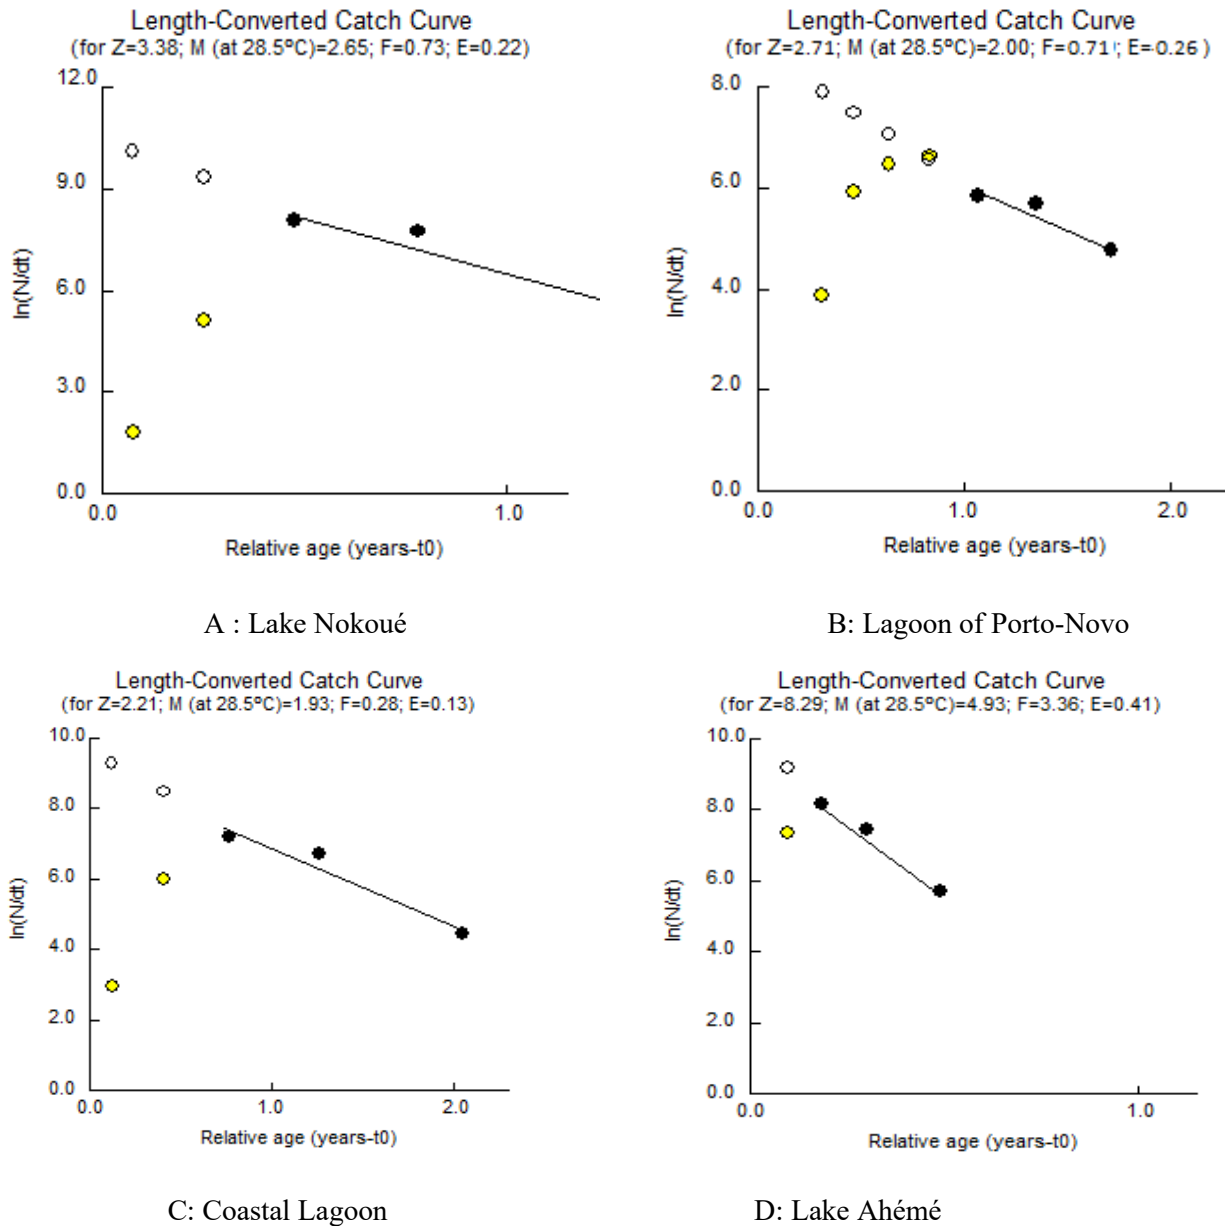 Length-Converted Catch Curve
(for Z=3.38; M (at 28.5ºC)=2.65; F=0.73; E=0.22)
12.0
9.0
6.0
3.0
0.0
ln(N/dt)
0.0 1.0
Relative age (years-t0)
A : Lake Nokoué
Length-Converted Catch Curve
(for Z=2.71; M (at 28.5ºC)=2.00; F=0.71; E=0.26 )
8.0
6.0
4.0
2.0
0.0
ln(N/dt)
0.0 1.0 2.0
Relative age (years-t0)
B: Lagoon of Porto-Novo
Length-Converted Catch Curve
(for Z=2.21; M (at 28.5ºC)=1.93; F=0.28; E=0.13)
10.0
8.0
6.0
4.0
2.0
0.0
ln(N/dt)
0.0 1.0 2.0
Relative age (years-t0)
C: Coastal Lagoon
Length-Converted Catch Curve
(for Z=8.29; M (at 28.5ºC)=4.93; F=3.36; E=0.41)
10.0
8.0
6.0
4.0
2.0
0.0
ln(N/dt)
0.0 1.0
Relative age (years-t0)
D: Lake Ahémé